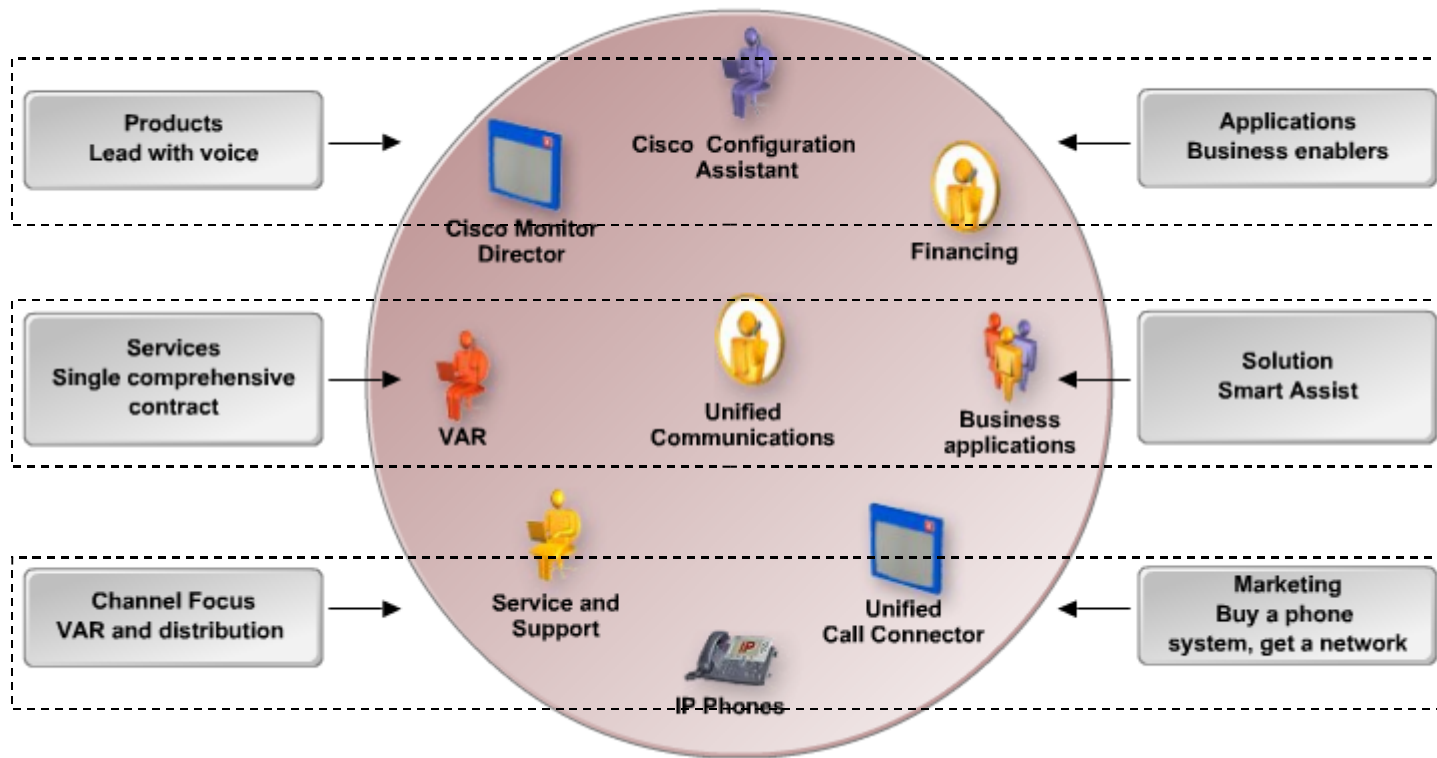 Products
Lead with voice
Cisco Configuration
Assistant
Applications
Business enablers
Cisco Monitor
Director
Financing
Services
Single comprehensive
contract
VAR
Unified
Communications
Business
applications
Solution
Smart Assist
Channel Focus
VAR and distribution
Service and
Support
IP
IP Phones
Unified
Call Connector
Marketing
Buy a phone
system, get a network